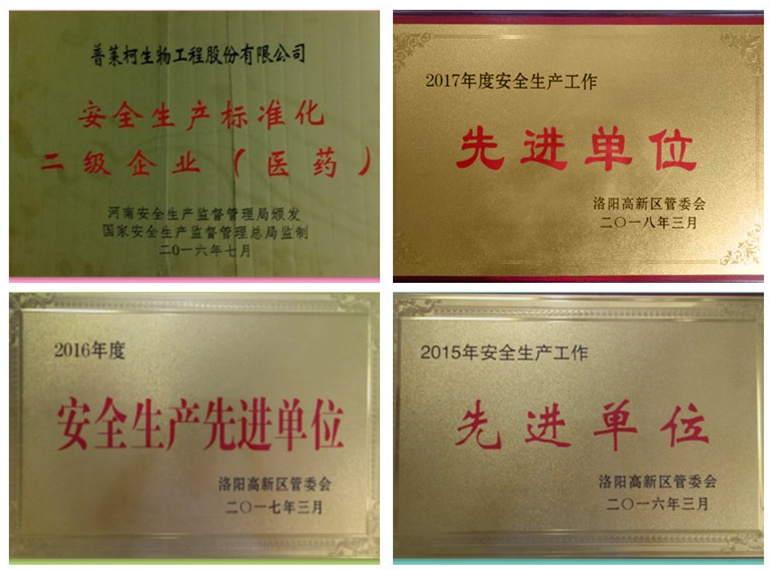 普莱柯生物工程股份有限公司
安全生产标准化
二级企业（医药）
河南安全生产监督管理局颁发
国家安全生产监督管理总局监制
二0一六年七月
2017年度安全生产工作
先进单位
洛阳高新区管委会
二〇一八年三月
2016年度
安全生产先进单位
洛阳高新区管委会
二〇一七年三月
2015年安全生产工作
先进单位
洛阳高新区管委会
二〇一六年三月